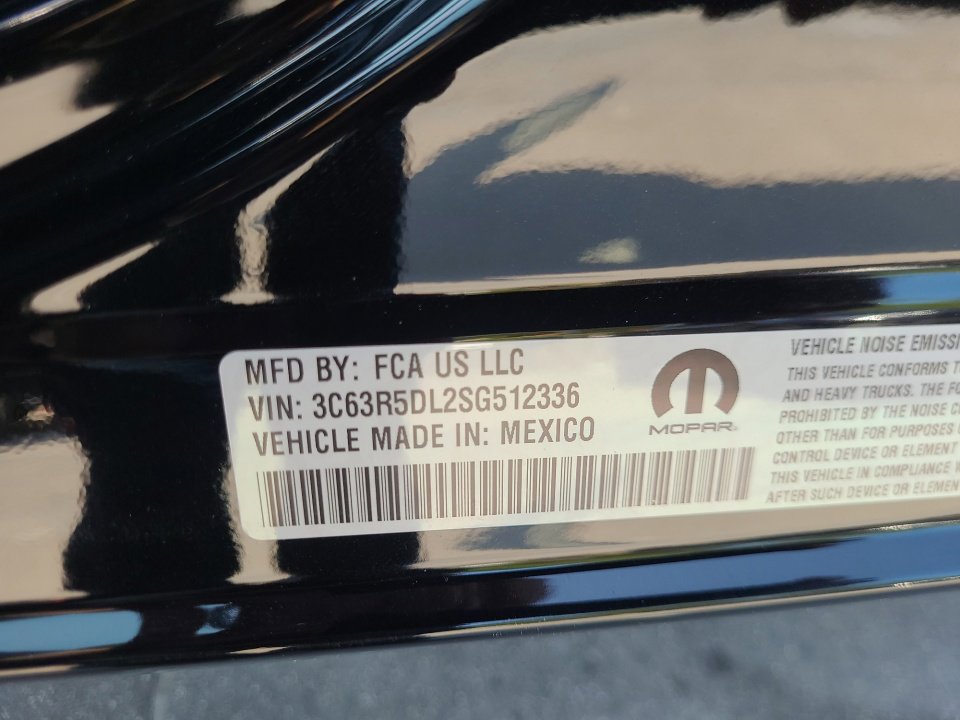 MFD BY: FCA US LLC
VIN: 3C63R5DL2SG512336
VEHICLE MADE IN: MEXICO
MOPAR
VEHICLE NOISE EMISSI
THIS VEHICLE CONFORMS T
AND HEAVY TRUCKS. THE FO
PROHIBITED BY THE NOISE CO
OTHER THAN FOR PURPOSES O
CONTROL DEVICE OR ELEMENT
THIS VEHICLE IN COMPLIANCE W
AFTER SUCH DEVICE OR ELEMEN